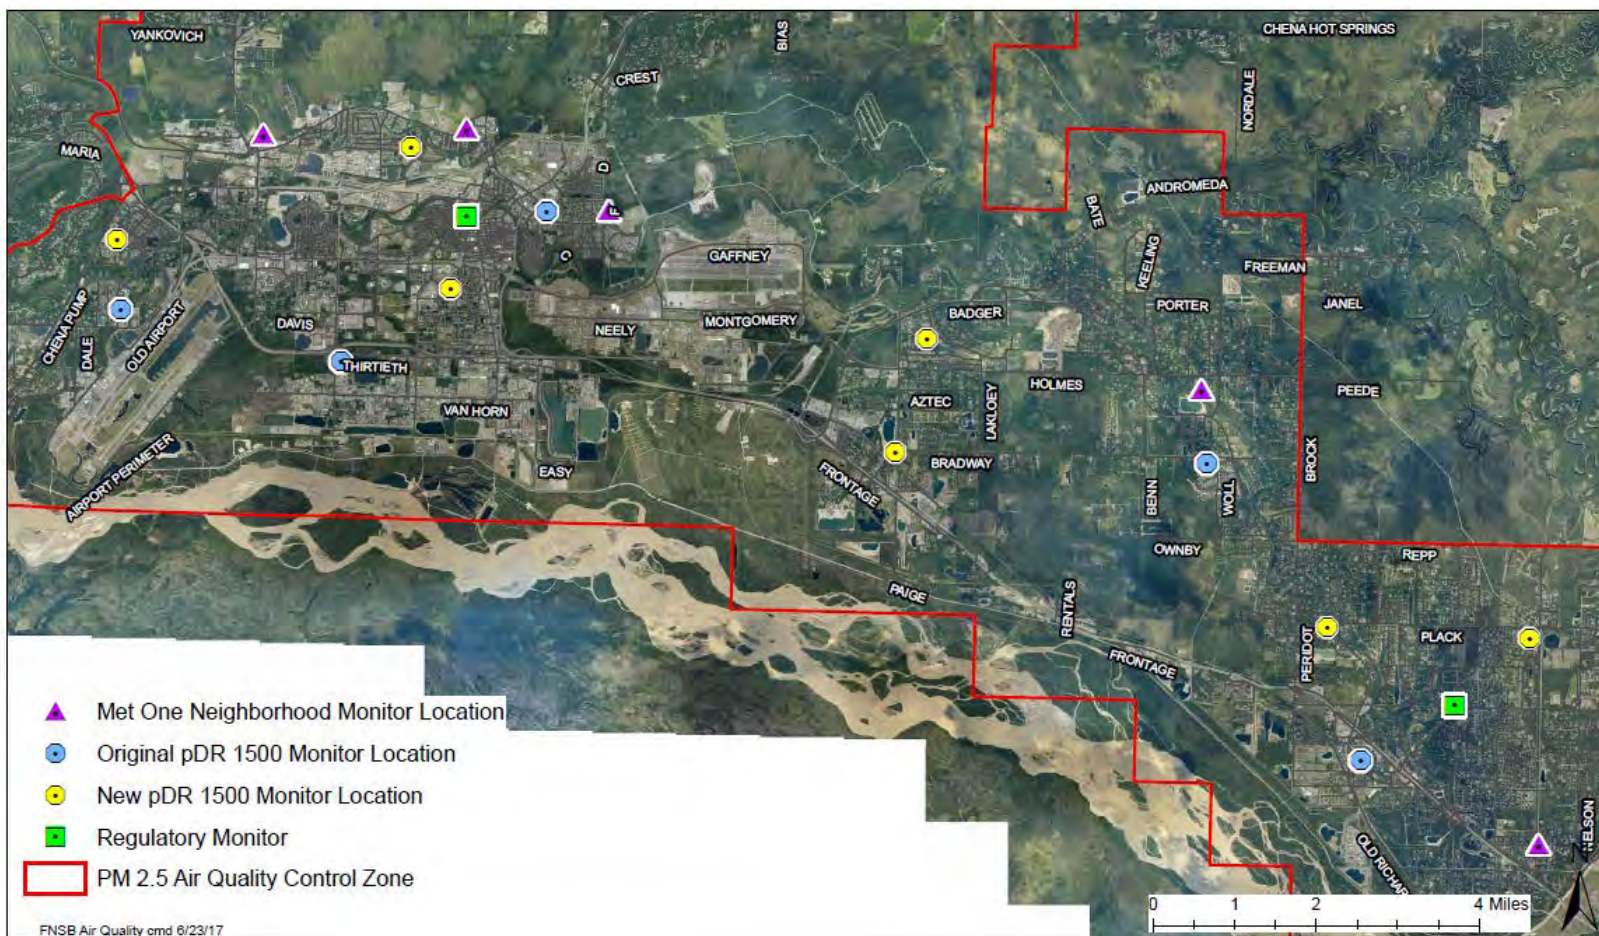 YANKOVICH
BIAS
CHENA HOT SPRINGS
CREST
NORDALE
MARIA
D
ANDROMEDA
F
BATE
C
GAFFNEY
KEELING
FREEMAN
CHENA PUMP
DALE
OLD AIRPORT
DAVIS
NEELY
MONTGOMERY
BADGER
PORTER
JANEL
THIRTIETH
HOLMES
PEEDE
VAN HORN
AZTEC
LAKLOEY
AIRPORT PERIMETER
EASY
FRONTAGE
BRADWAY
BENN
WOLL
BROCK
OWNBY
REPP
PAIGE
RENTALS
FRONTAGE
PERIDOT
PLACK
NELSON
OLD RICHAR
Met One Neighborhood Monitor Location
Original pDR 1500 Monitor Location
New pDR 1500 Monitor Location
Regulatory Monitor
PM 2.5 Air Quality Control Zone
N
0 1 2 4 Miles
FNSB Air Quality cmd 6/23/17